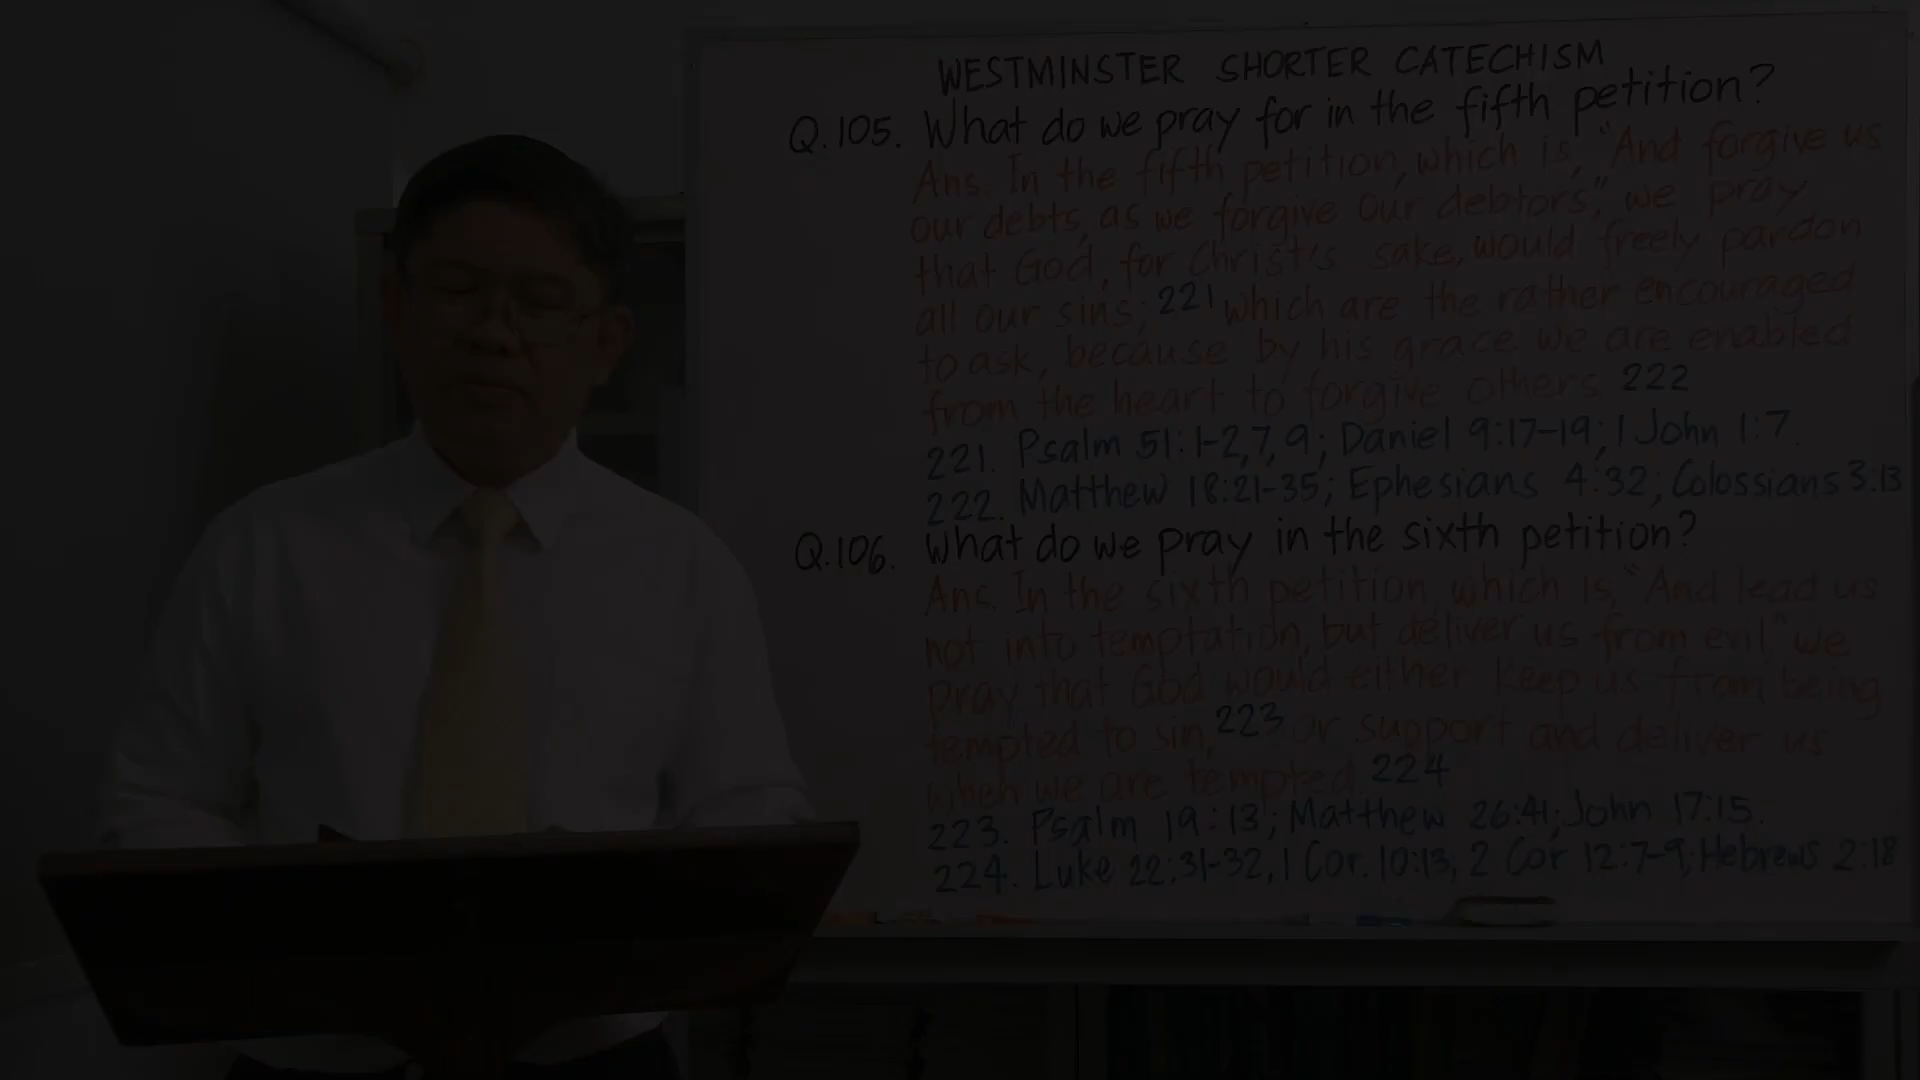 WESTMINSTER SHORTER CATECHISM
Q.105. What do we pray for in the fifth petition?
Ans. In the fifth petition, which is, "And forgive us
our debts, as we forgive our debtors," we pray
that God, for Christ's sake, would freely pardon
all our sins; 221 which are the rather encouraged
to ask, because by his grace we are enabled
from the heart to forgive others. 222
221. Psalm 51:1-2,7,9; Daniel 9:17-19; 1 John 1:7.
222. Matthew 18:21-35; Ephesians 4:32; Colossians 3:13
Q.106. What do we pray in the sixth petition?
Ans. In the sixth petition, which is, "And lead us
not into temptation, but deliver us from evil" we
pray that God would either keep us from being
tempted to sin, 223 or support and deliver us
when we are tempted. 224
223. Psalm 19:13; Matthew 26:41; John 17:15.
224. Luke 22:31-32, 1 Cor. 10:13, 2 Cor 12:7-9; Hebrews 2:18